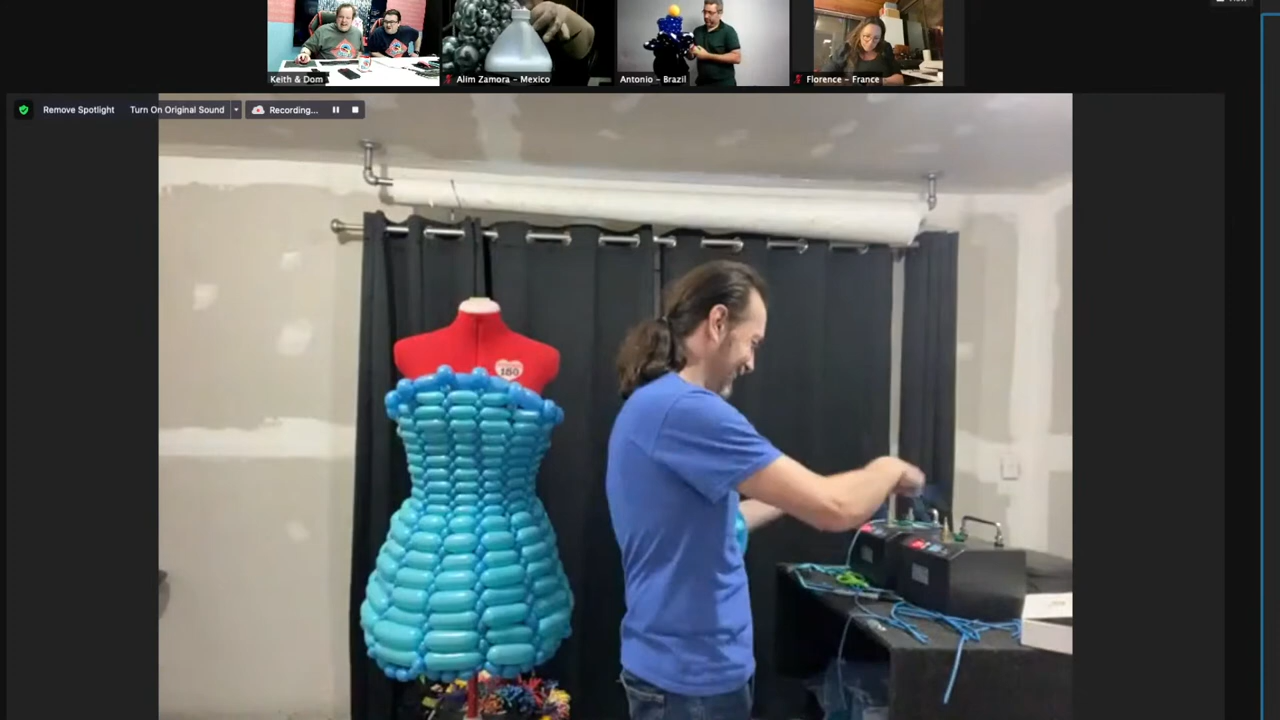 Keith & Dom
Alim Zamora - Mexico
Antonio - Brazil
Florence - France
Remove Spotlight
Turn On Original Sound
Recording...
150